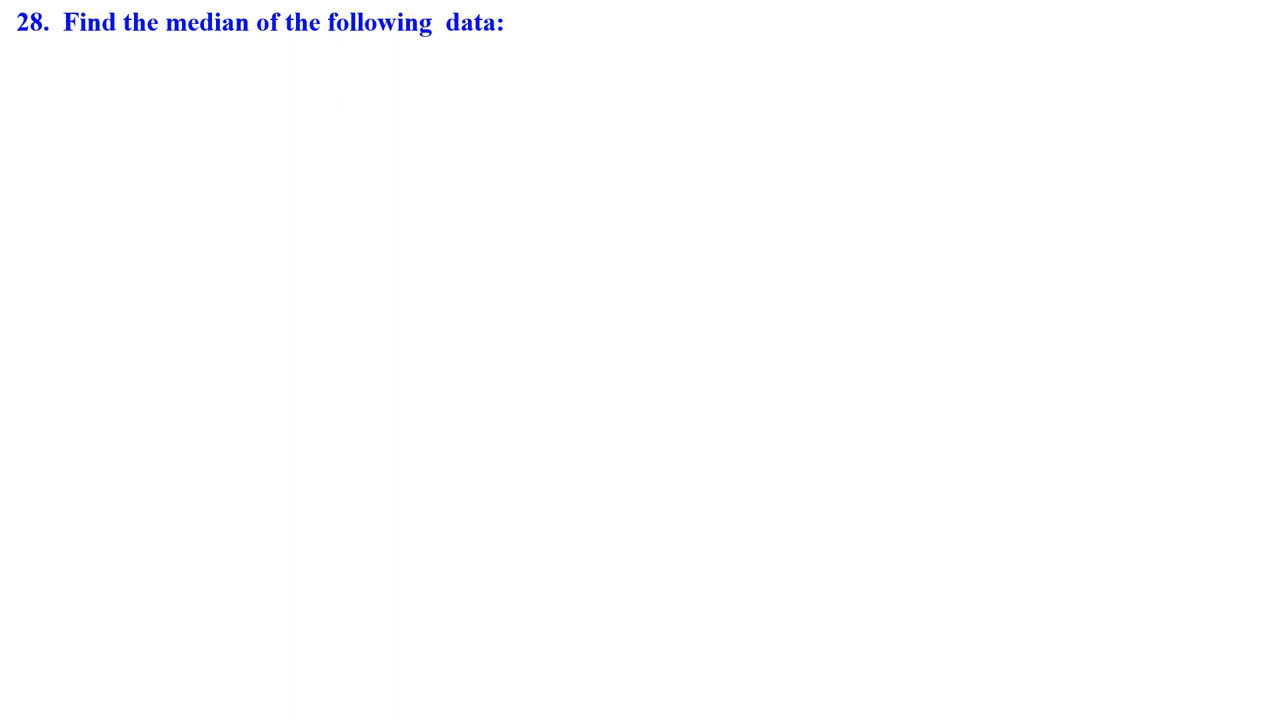 28.  Find the median of the following  data: